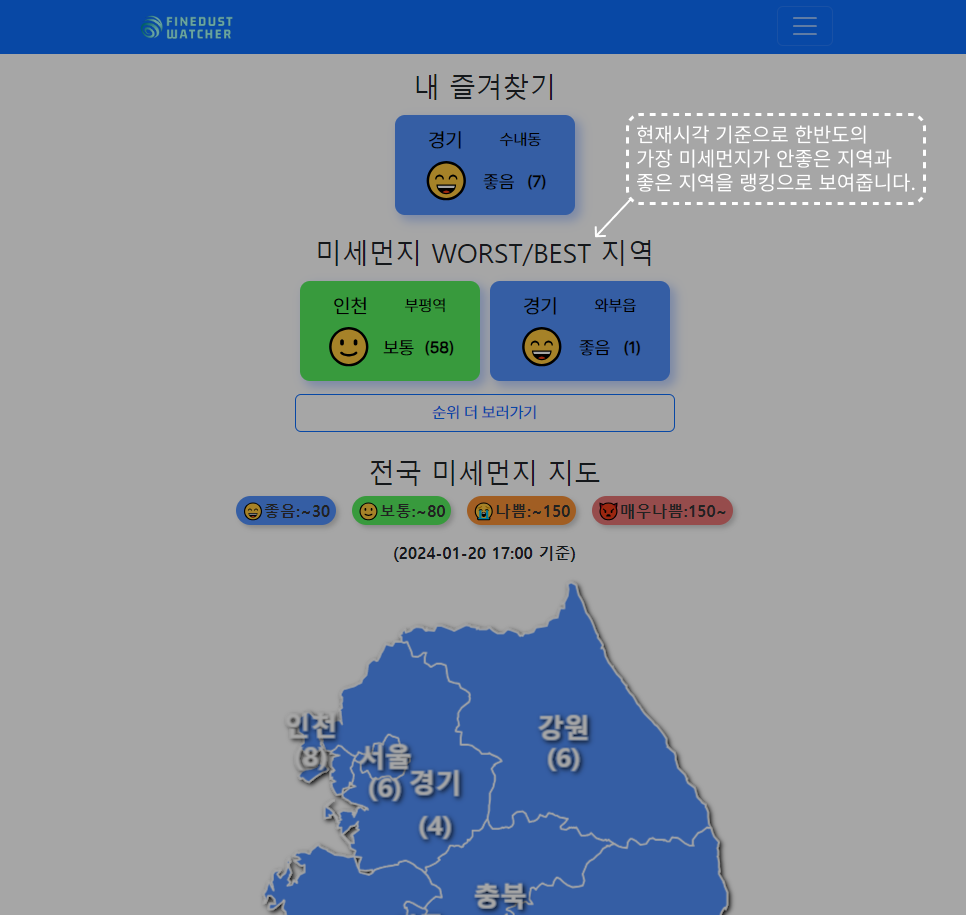 FINEDUST
WATCHER
내 즐겨찾기
경기 수내동
좋음 (7)
현재시각 기준으로 한반도의
가장 미세먼지가 안좋은 지역과
좋은 지역을 랭킹으로 보여줍니다.
미세먼지 WORST/BEST 지역
인천 부평역
보통 (58)
경기 와부읍
좋음 (1)
순위 더 보러가기
전국 미세먼지 지도
좋음:~30 보통:~80 나쁨:~150 매우나쁨:150~
(2024-01-20 17:00 기준)
인천
(8)
서울
(6)
경기
(4)
강원
(6)
충북